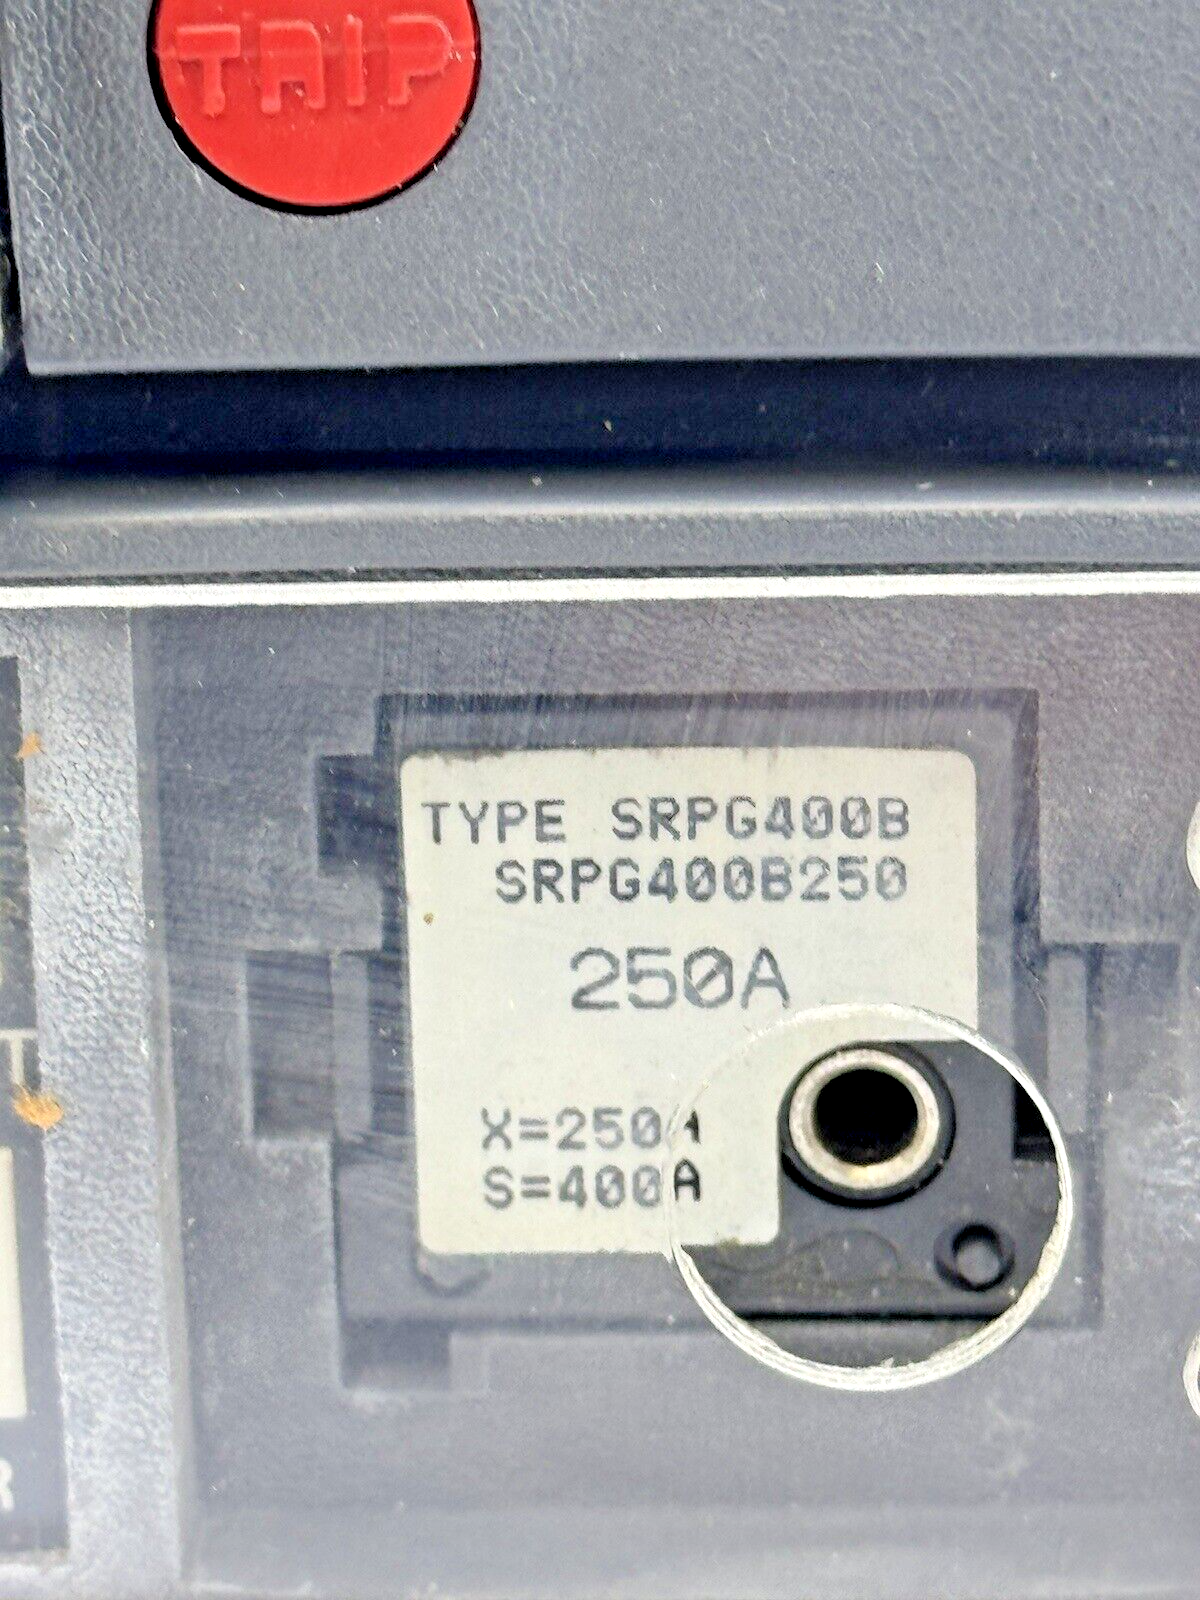 TRIP
TYPE SRPG400B
SRPG400B250
250A
X=250A
S=400A
T
R